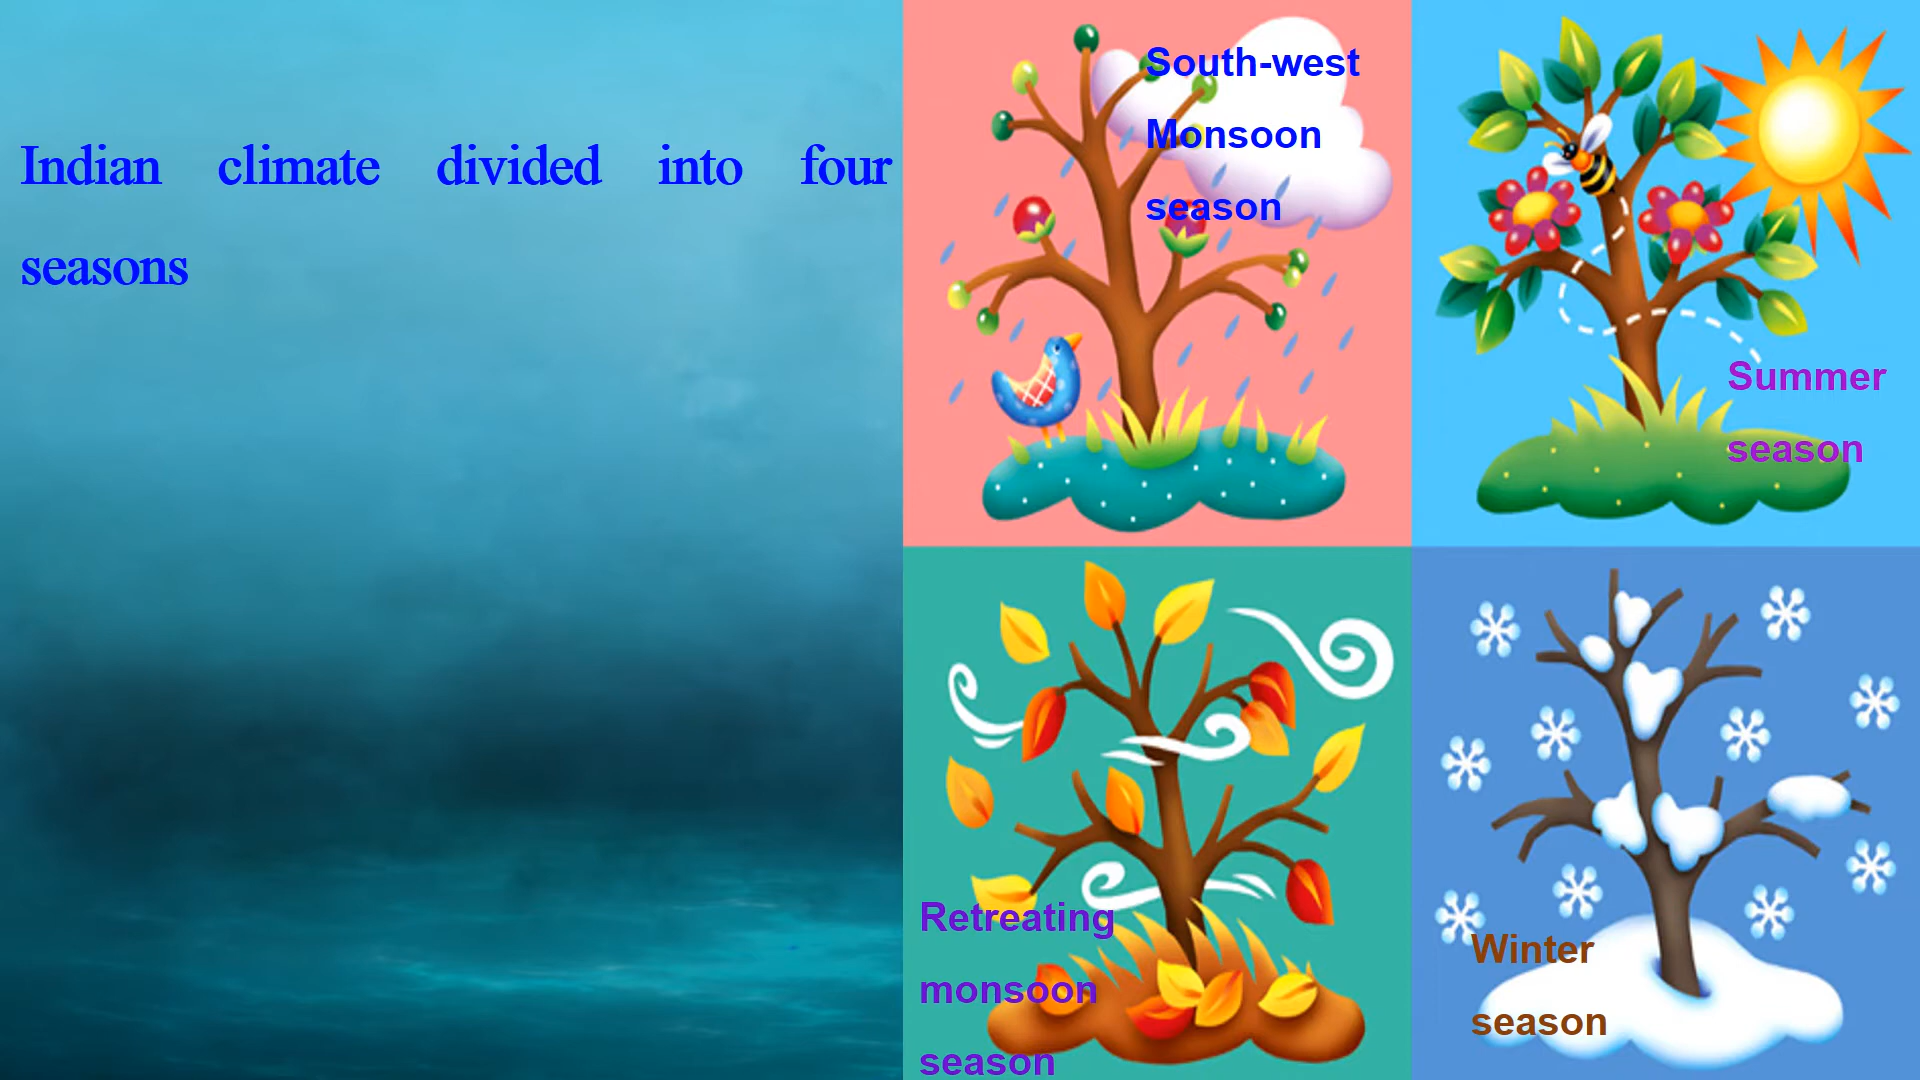 Indian climate divided into four
seasons
South-west
Monsoon
season
Summer
season
Retreating
monsoon
season
Winter
season